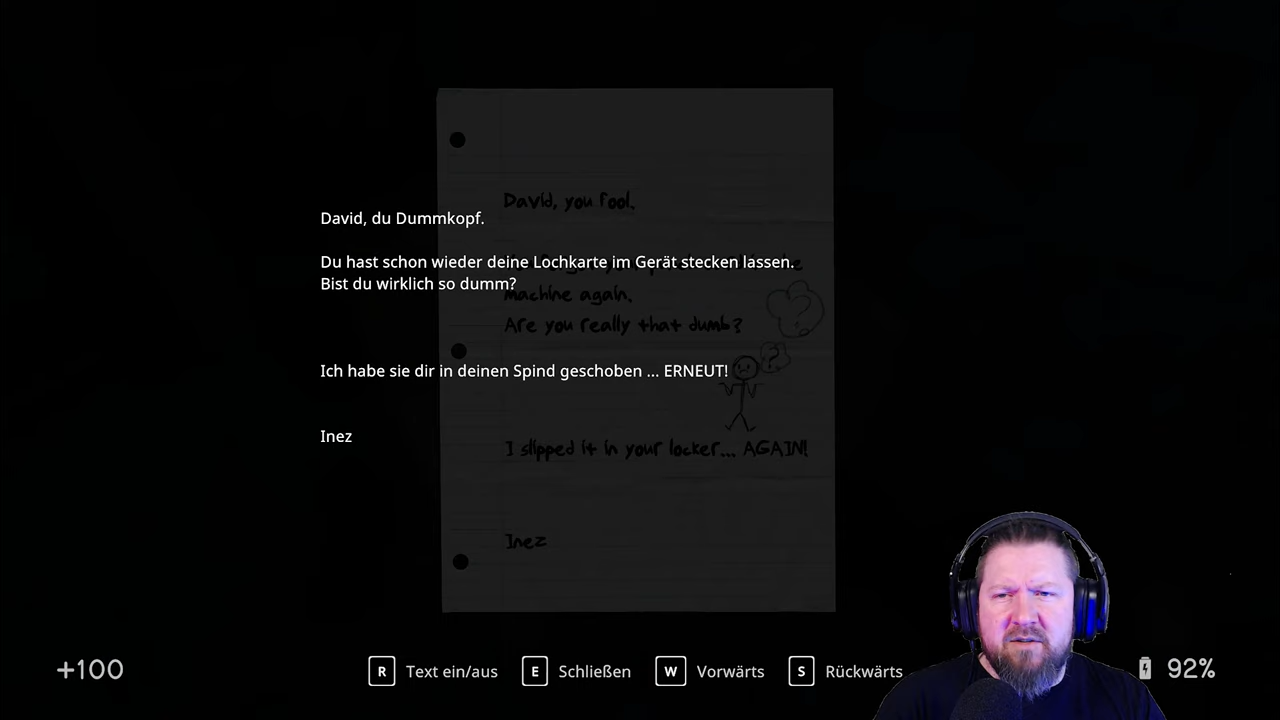 David, you fool.
David, du Dummkopf.
Du hast schon wieder deine Lochkarte im Gerät stecken lassen.
Bist du wirklich so dumm?
machine again.
Are you really that dumb?
?
?
Ich habe sie dir in deinen Spind geschoben ... ERNEUT!
Inez
I slipped it in your locker... AGAIN!
Inez
+100
R Text ein/aus E Schließen W Vorwärts S Rückwärts
92%